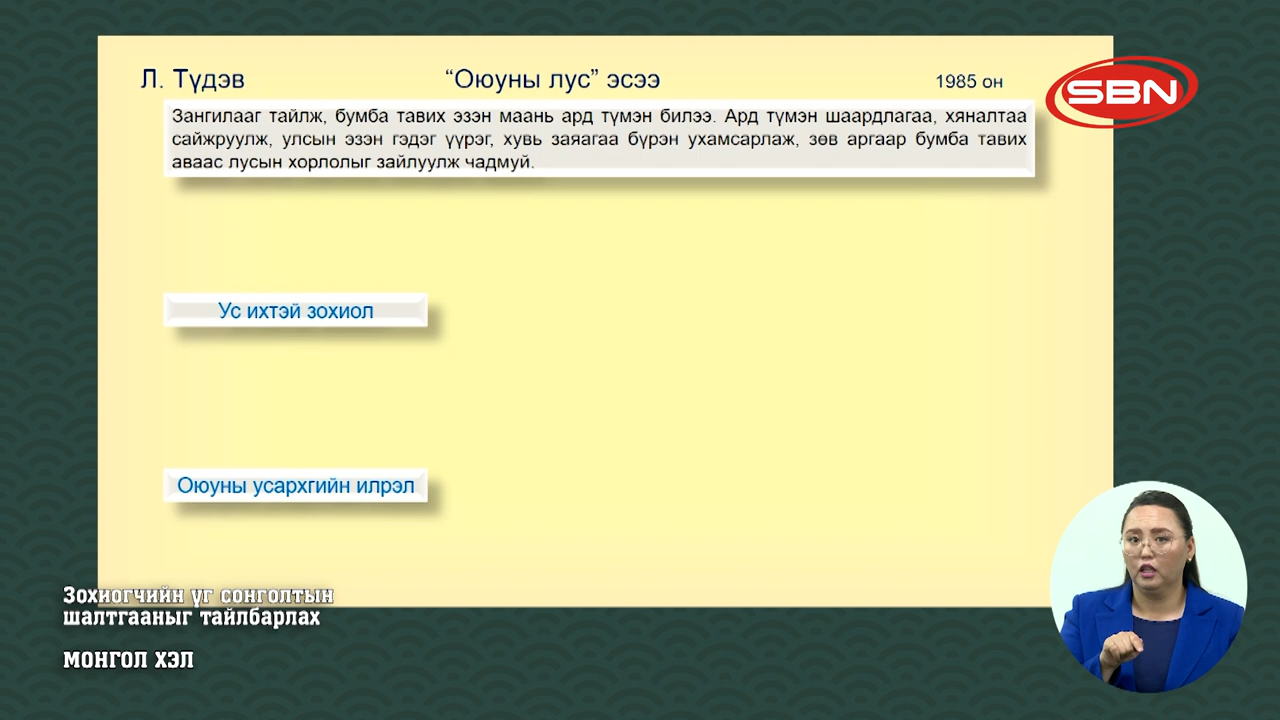 Л. Түдэв “Оюуны лус” эсээ 1985 он
SBN
Зангилааг тайлж, бумба тавих эзэн маань ард түмэн билээ. Ард түмэн шаардлагаа, хяналтаа
сайжруулж, улсын эзэн гэдэг үүрэг, хувь заяагаа бүрэн ухамсарлаж, зөв аргаар бумба тавих
аваас лусын хорлолыг зайлуулж чадмуй.
Ус ихтэй зохиол
Оюуны усархгийн илрэл
Зохиогчийн үг сонголтын
шалтгааныг тайлбарлах
МОНГОЛ ХЭЛ